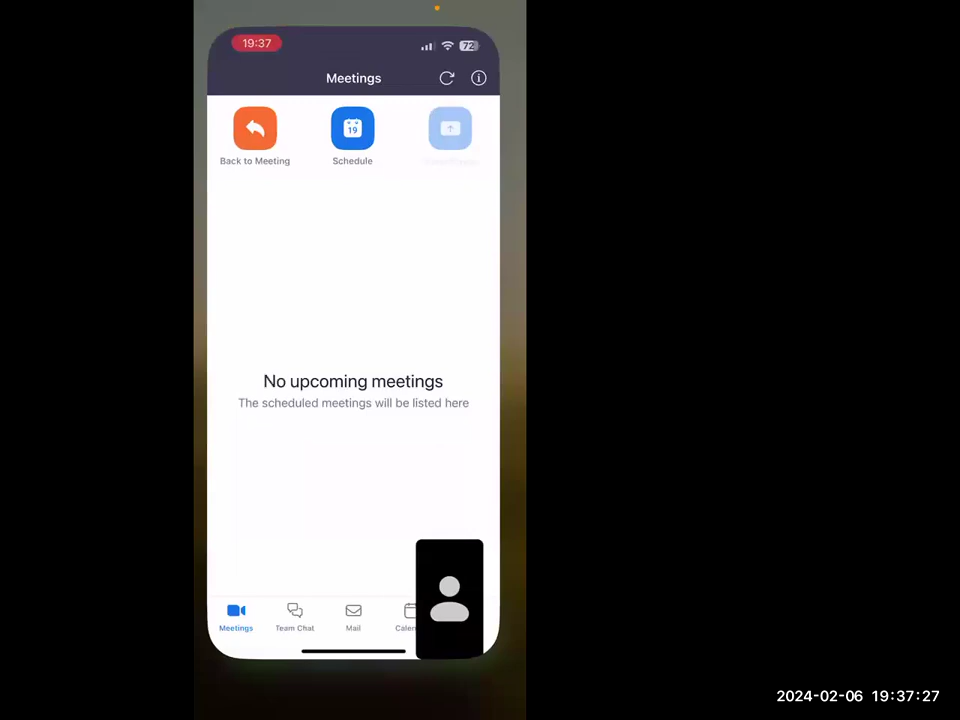 19:37
72
Meetings
19
Back to Meeting
Schedule
No upcoming meetings
The scheduled meetings will be listed here
Meetings
Team Chat
Mail
Calen
2024-02-06 19:37:27